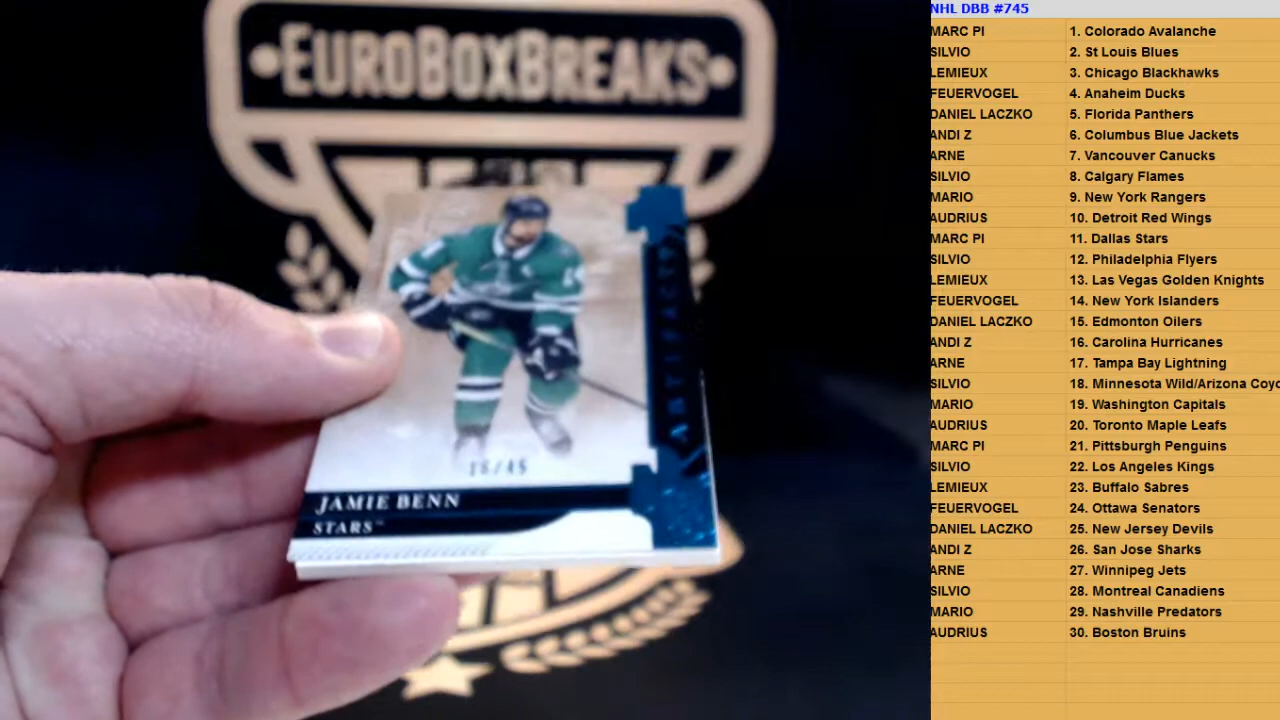 EUROBOXBREAKS
ARTIFACTS
16/45
JAMIE BENN
STARS
NHL DBB #745
MARC PI 1. Colorado Avalanche
SILVIO 2. St Louis Blues
LEMIEUX 3. Chicago Blackhawks
FEUERVOGEL 4. Anaheim Ducks
DANIEL LACZKO 5. Florida Panthers
ANDI Z 6. Columbus Blue Jackets
ARNE 7. Vancouver Canucks
SILVIO 8. Calgary Flames
MARIO 9. New York Rangers
AUDRIUS 10. Detroit Red Wings
MARC PI 11. Dallas Stars
SILVIO 12. Philadelphia Flyers
LEMIEUX 13. Las Vegas Golden Knights
FEUERVOGEL 14. New York Islanders
DANIEL LACZKO 15. Edmonton Oilers
ANDI Z 16. Carolina Hurricanes
ARNE 17. Tampa Bay Lightning
SILVIO 18. Minnesota Wild/Arizona Coyo
MARIO 19. Washington Capitals
AUDRIUS 20. Toronto Maple Leafs
MARC PI 21. Pittsburgh Penguins
SILVIO 22. Los Angeles Kings
LEMIEUX 23. Buffalo Sabres
FEUERVOGEL 24. Ottawa Senators
DANIEL LACZKO 25. New Jersey Devils
ANDI Z 26. San Jose Sharks
ARNE 27. Winnipeg Jets
SILVIO 28. Montreal Canadiens
MARIO 29. Nashville Predators
AUDRIUS 30. Boston Bruins